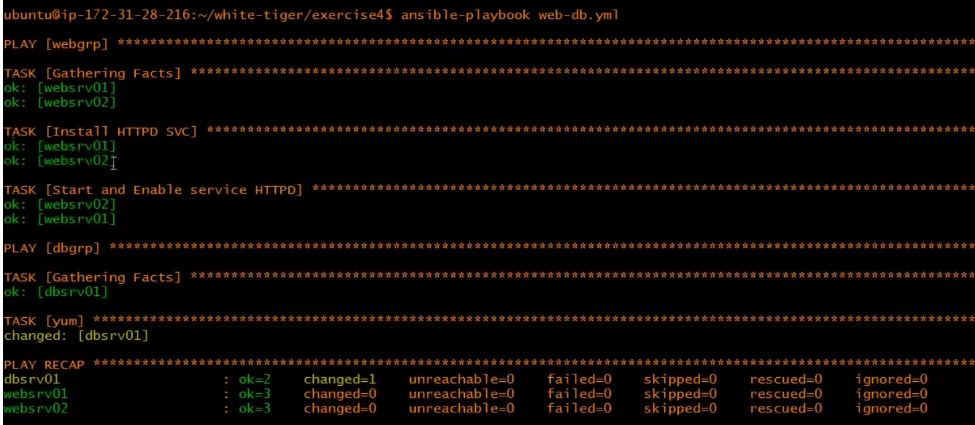 ubuntu@ip-172-31-28-216:~/white-tiger/exercise4$ ansible-playbook web-db.yml
PLAY [webgrp] ***********************************************************************************************************
TASK [Gathering Facts] **************************************************************************************************
ok: [websrv01]
ok: [websrv02]
TASK [Install HTTPD SVC] ************************************************************************************************
ok: [websrv01]
ok: [websrv02]
TASK [Start and Enable service HTTPD] ***********************************************************************************
ok: [websrv02]
ok: [websrv01]
PLAY [dbgrp] ************************************************************************************************************
TASK [Gathering Facts] **************************************************************************************************
ok: [dbsrv01]
TASK [yum] **************************************************************************************************************
changed: [dbsrv01]
PLAY RECAP **************************************************************************************************************
dbsrv01 : ok=2 changed=1 unreachable=0 failed=0 skipped=0 rescued=0 ignored=0
websrv01 : ok=3 changed=0 unreachable=0 failed=0 skipped=0 rescued=0 ignored=0
websrv02 : ok=3 changed=0 unreachable=0 failed=0 skipped=0 rescued=0 ignored=0